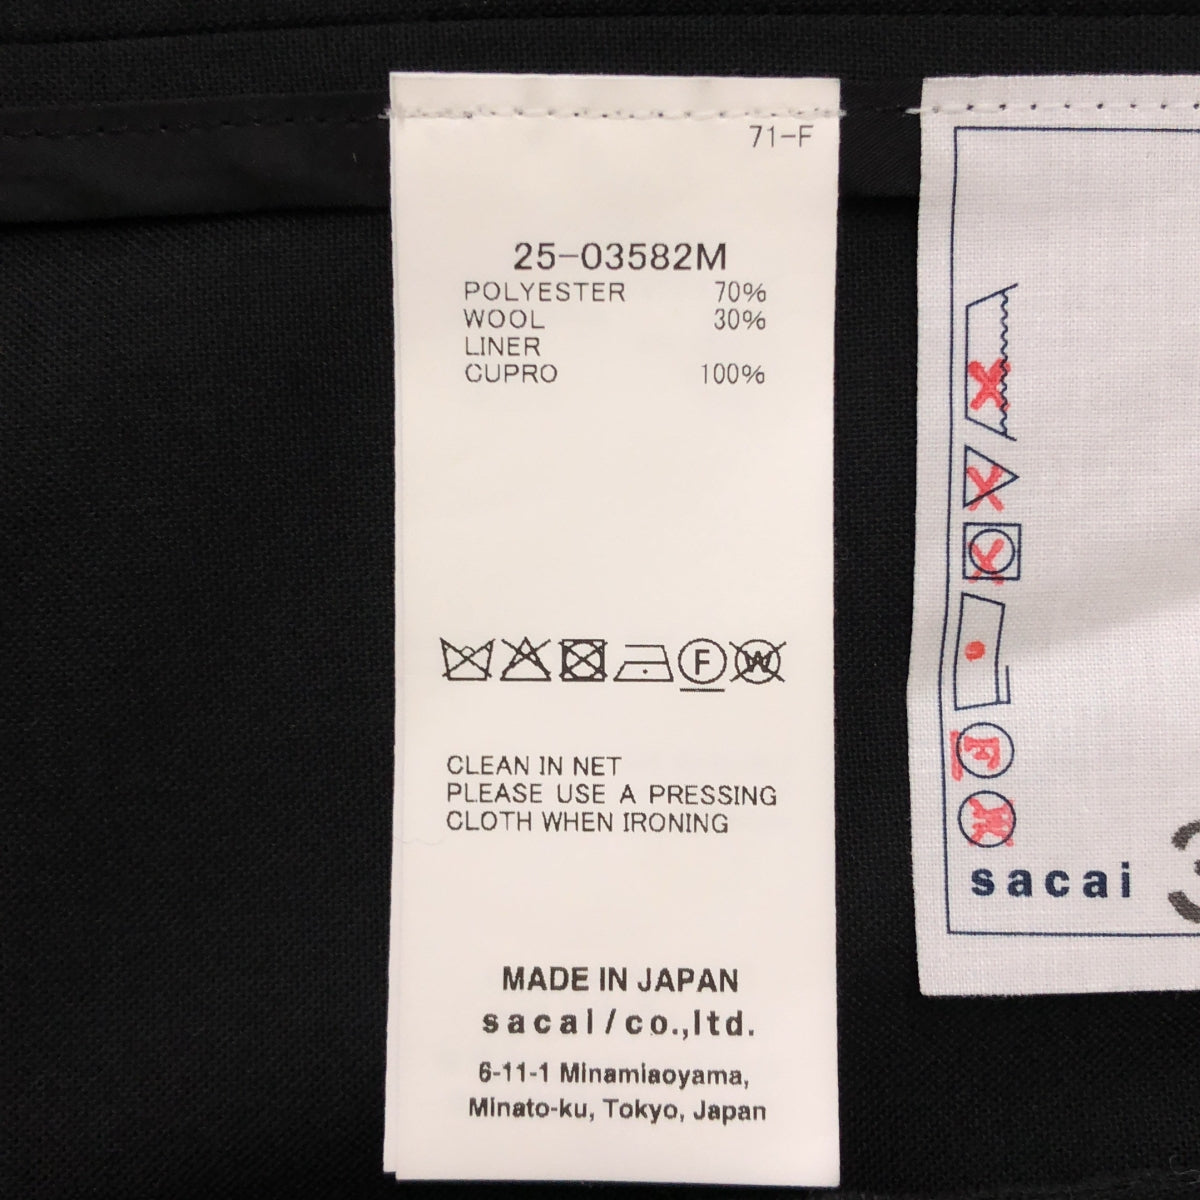 71-F
25-03582M
POLYESTER 70%
WOOL 30%
LINER
CUPRO 100%
F W
CLEAN IN NET
PLEASE USE A PRESSING
CLOTH WHEN IRONING
MADE IN JAPAN
sacai/co.,ltd.
6-11-1 Minamiaoyama,
Minato-ku, Tokyo, Japan
F
W
sacai 3